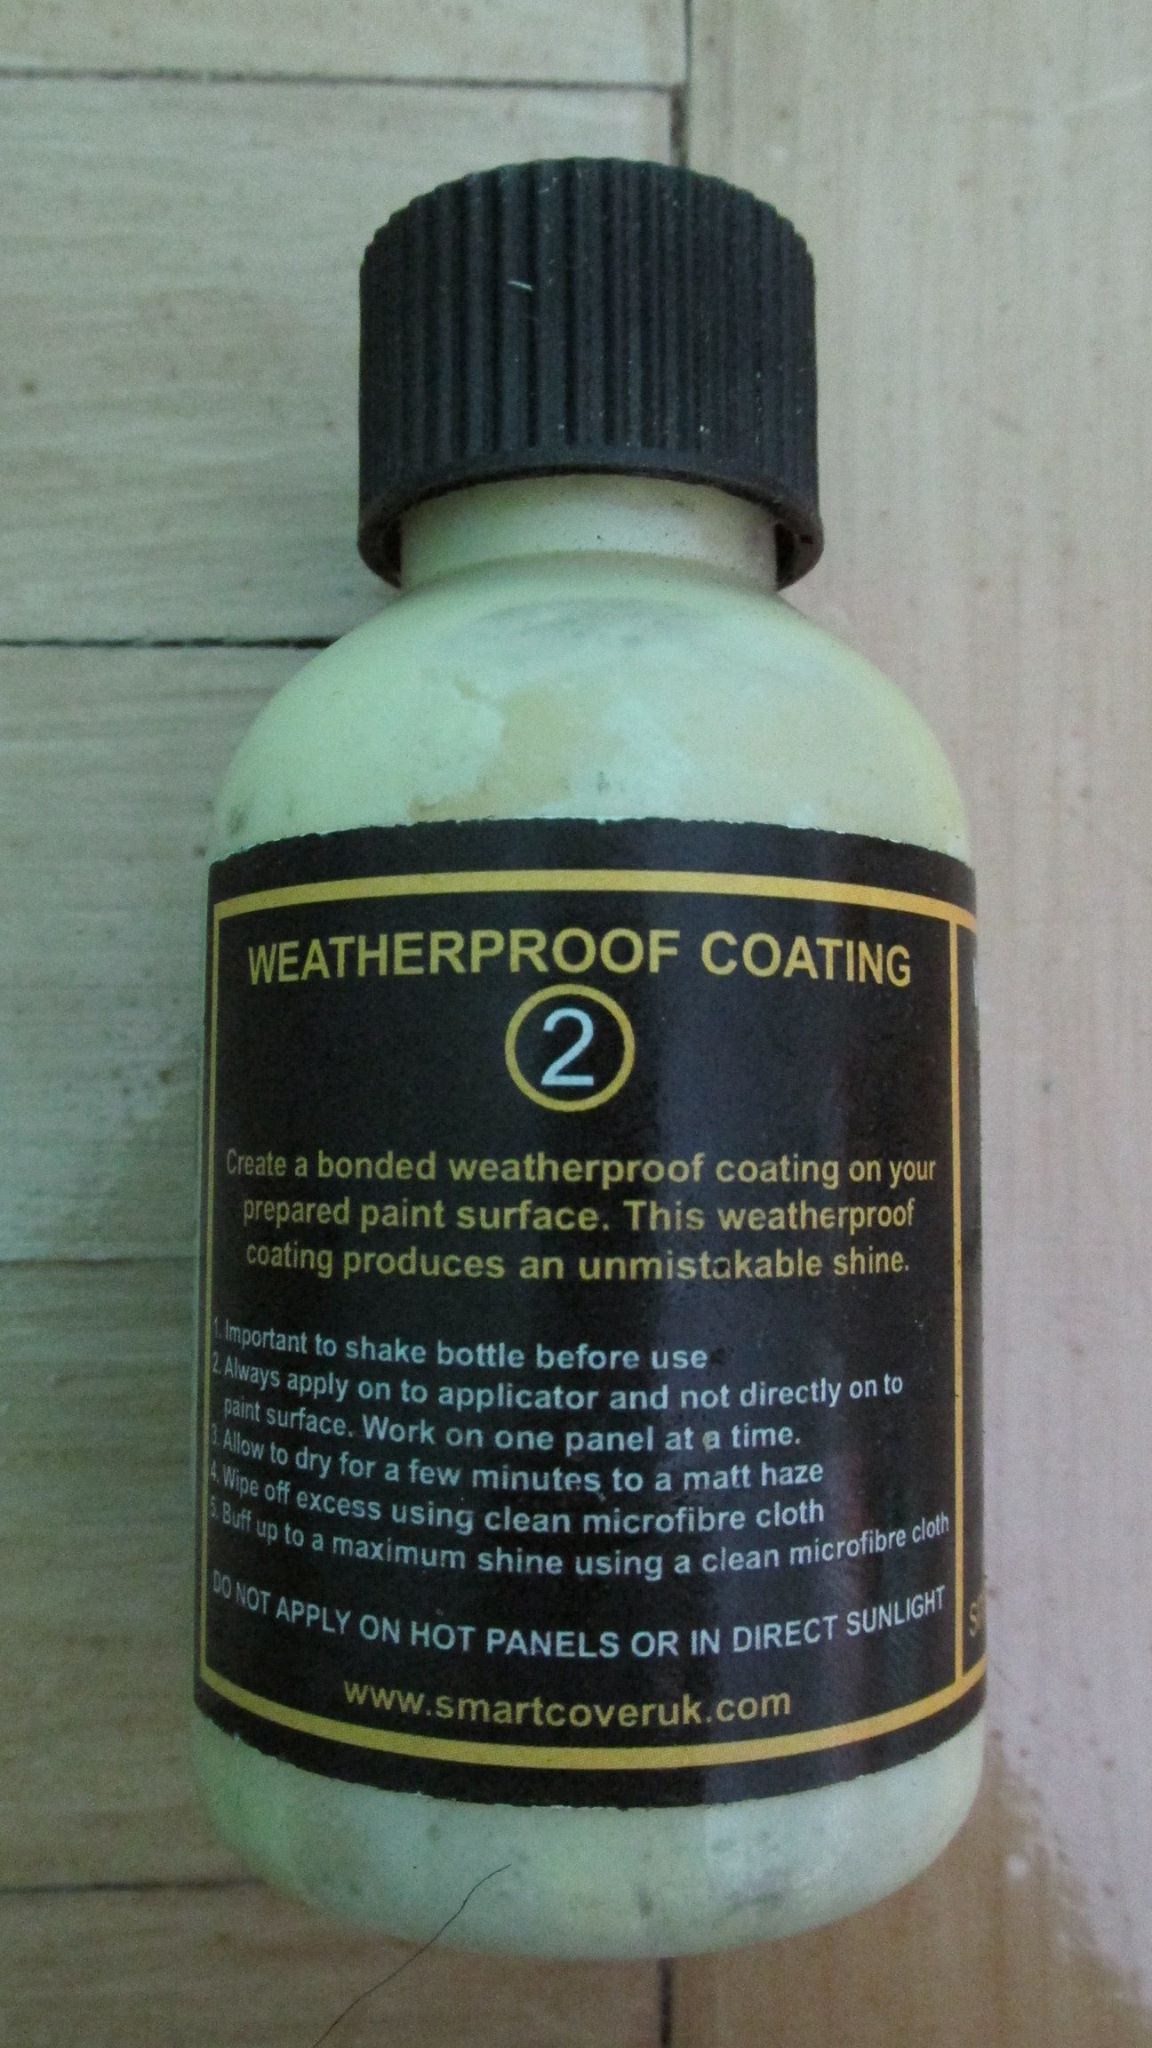 WEATHERPROOF COATING
2
Create a bonded weatherproof coating on your
prepared paint surface. This weatherproof
coating produces an unmistakable shine.
1. Important to shake bottle before use
2. Always apply on to applicator and not directly on to
paint surface. Work on one panel at a time.
3. Allow to dry for a few minutes to a matt haze
4. Wipe off excess using clean microfibre cloth
5. Buff up to a maximum shine using a clean microfibre cloth
DO NOT APPLY ON HOT PANELS OR IN DIRECT SUNLIGHT
www.smartcoveruk.com